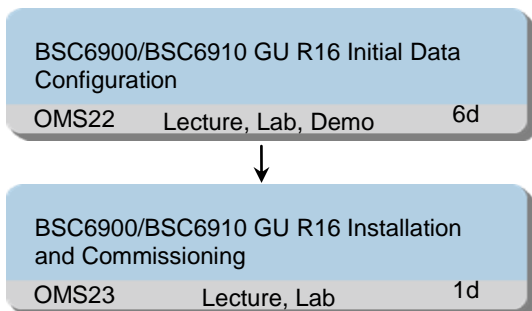 BSC6900/BSC6910 GU R16 Initial Data
Configuration
OMS22 Lecture, Lab, Demo 6d
BSC6900/BSC6910 GU R16 Installation
and Commissioning
OMS23 Lecture, Lab 1d